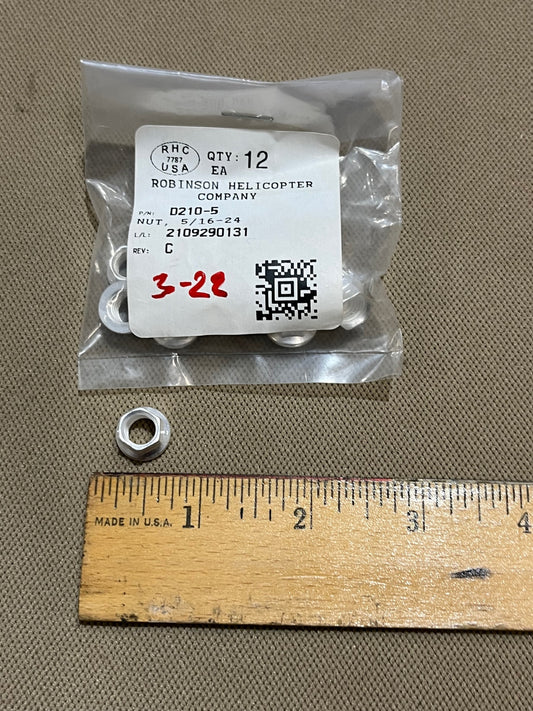 RHC
7787
USA
QTY: 12
EA
ROBINSON HELICOPTER
COMPANY
P/N: D210-5
NUT, 5/16-24
L/L: 2109290131
REV: C
3-22
MADE IN U.S.A.
1 2 3 4